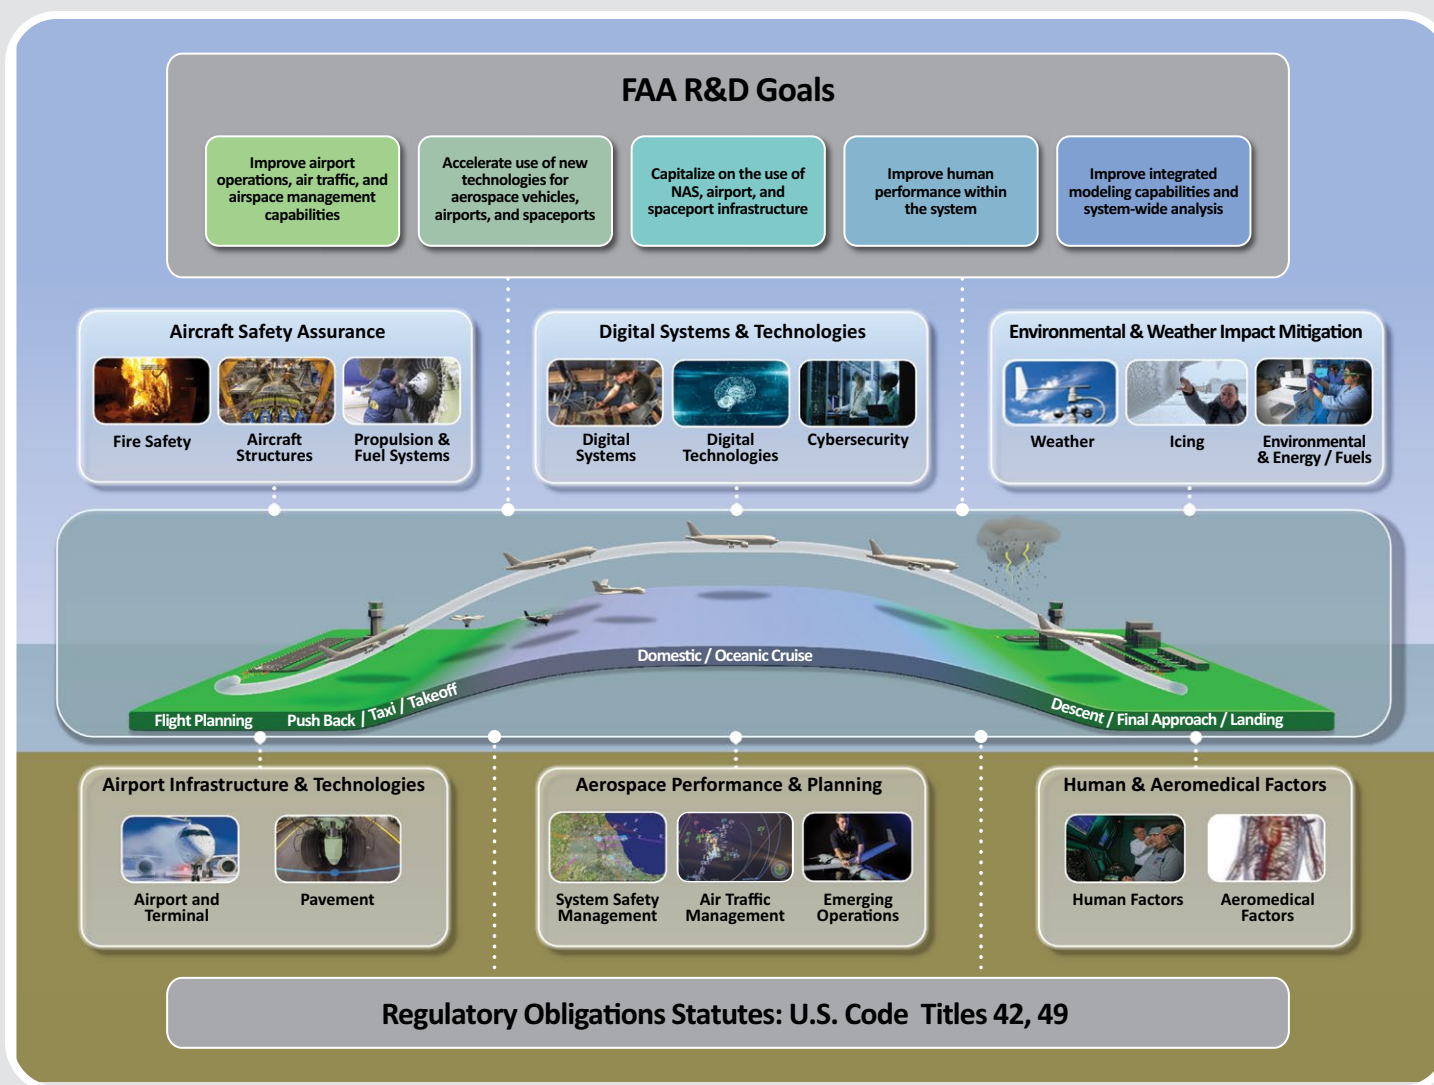 FAA R&D Goals
Improve airport
operations, air traffic, and
airspace management
capabilities
Accelerate use of new
technologies for
aerospace vehicles,
airports, and spaceports
Capitalize on the use of
NAS, airport, and
spaceport infrastructure
Improve human
performance within
the system
Improve integrated
modeling capabilities and
system-wide analysis
Aircraft Safety Assurance
Fire Safety
Aircraft
Structures
Propulsion &
Fuel Systems
Digital Systems & Technologies
Digital
Systems
Digital
Technologies
Cybersecurity
Environmental & Weather Impact Mitigation
Weather
Icing
Environmental
& Energy / Fuels
Domestic / Oceanic Cruise
Flight Planning
Push Back / Taxi / Takeoff
Descent / Final Approach / Landing
Airport Infrastructure & Technologies
Airport and
Terminal
Pavement
Aerospace Performance & Planning
System Safety
Management
Air Traffic
Management
Emerging
Operations
Human & Aeromedical Factors
Human Factors
Aeromedical
Factors
Regulatory Obligations Statutes: U.S. Code Titles 42, 49